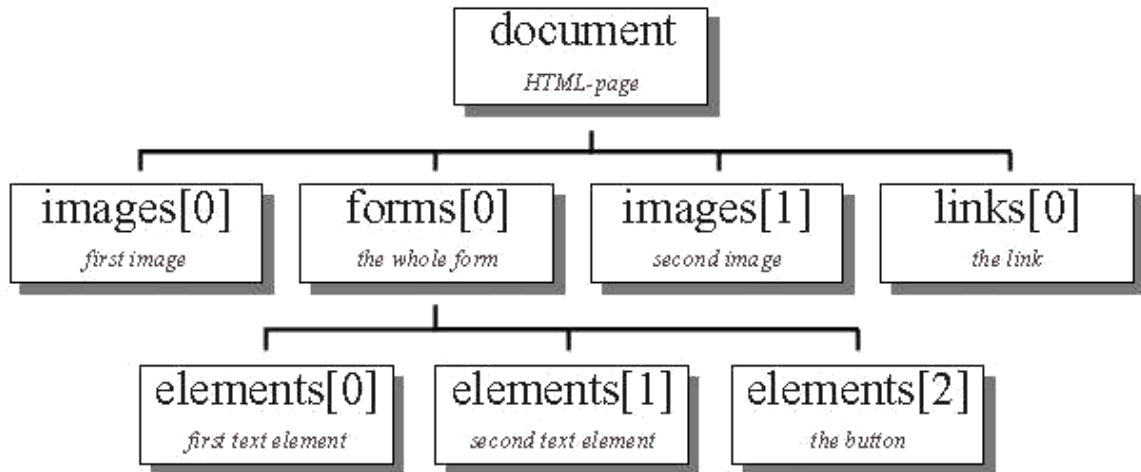 document
HTML-page
images[0]
first image
forms[0]
the whole form
images[1]
second image
links[0]
the link
elements[0]
first text element
elements[1]
second text element
elements[2]
the button